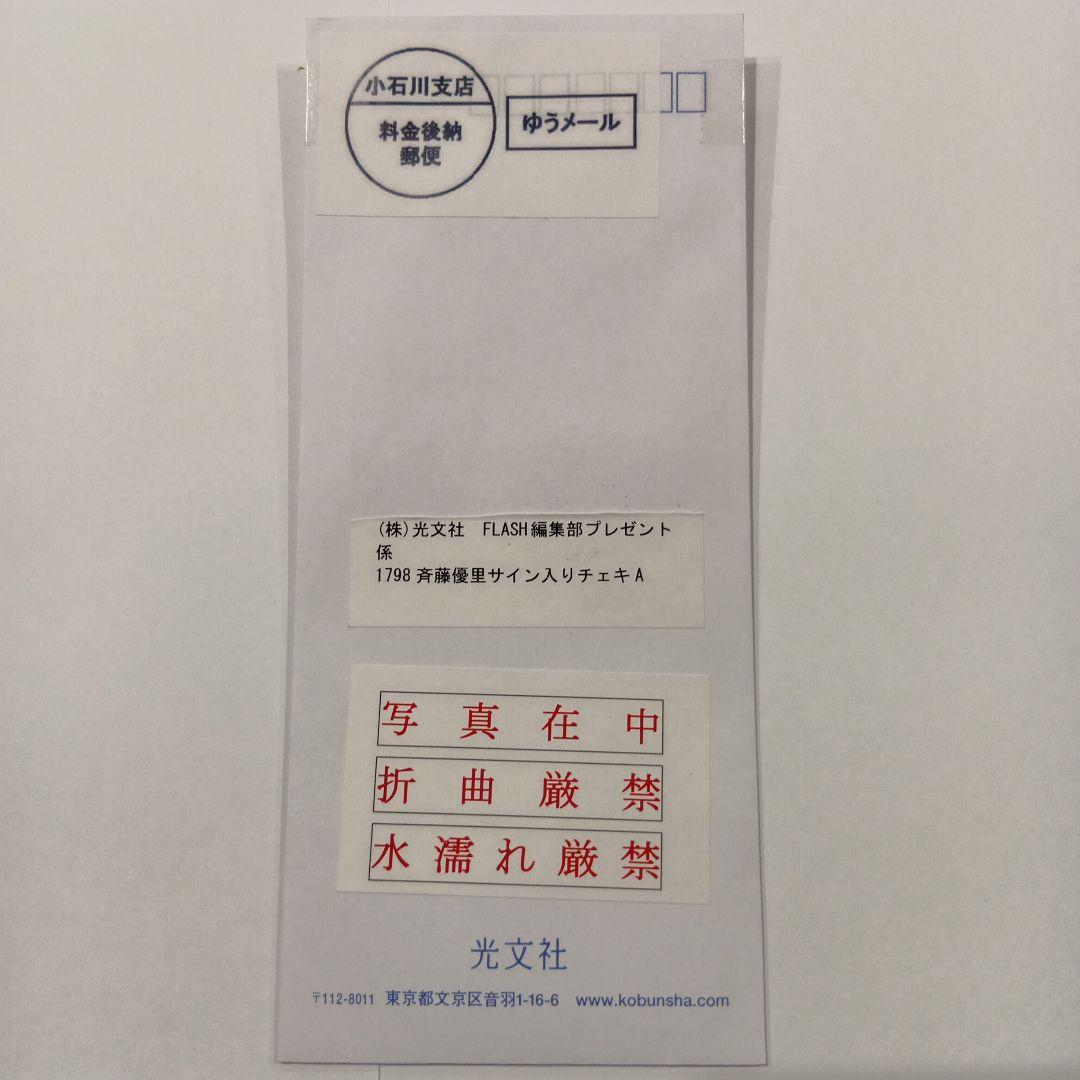 小石川支店
料金後納
郵便
ゆうメール
(株)光文社 FLASH編集部プレゼント
係
1798 斉藤優里サイン入りチェキA
写真在中
折曲厳禁
水濡れ厳禁
光文社
〒112-8011 東京都文京区音羽1-16-6 www.kobunsha.com